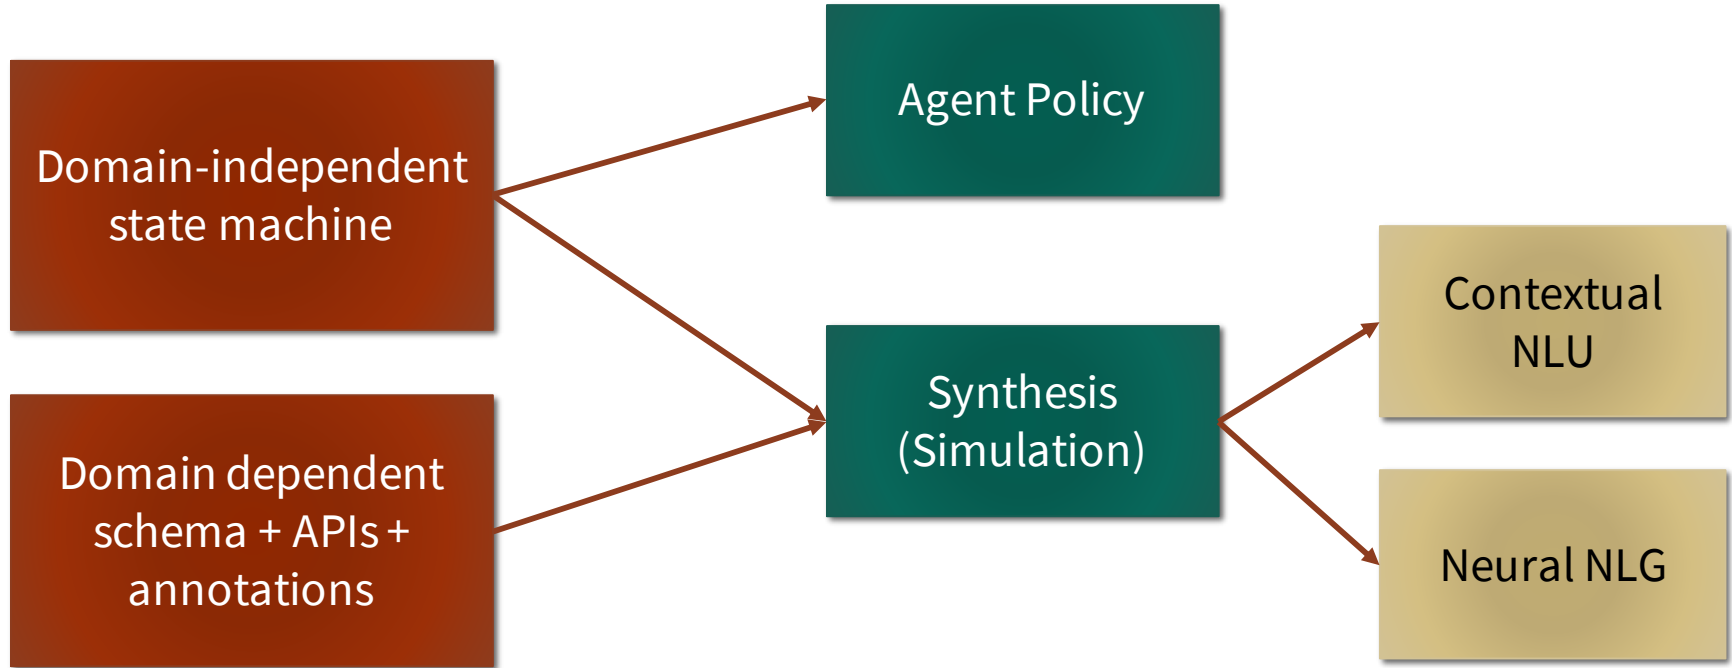 Domain-independent
state machine
Domain dependent
schema + APIs +
annotations
Agent Policy
Synthesis
(Simulation)
Contextual
NLU
Neural NLG